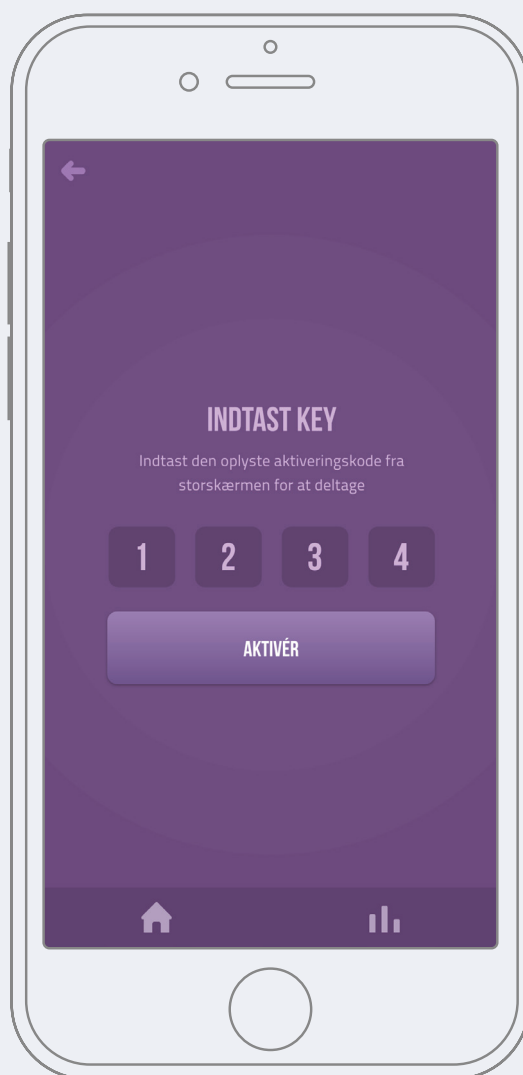 INDTAST KEY
Indtast den oplyste aktiveringskode fra
storskærmen for at deltage
1 2 3 4
AKTIVÉR